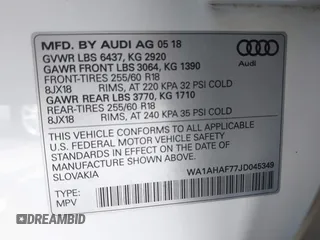 MFD. BY AUDI AG 05 18
GVWR LBS 6437, KG 2920
GAWR FRONT LBS 3064, KG 1390
FRONT-TIRES 255/60 R18
8JX18 RIMS, AT 220 KPA 32 PSI COLD
GAWR REAR LBS 3770, KG 1710
REAR-TIRES 255/60 R18
8JX18 RIMS, AT 240 KPA 35 PSI COLD
THIS VEHICLE CONFORMS TO ALL APPLICABLE
U.S. FEDERAL MOTOR VEHICLE SAFETY AND
BUMPER STANDARDS IN EFFECT ON THE DATE
OF MANUFACTURE SHOWN ABOVE
SLOVAKIA WA1AHAF77JD045349
TYPE:
MPV
Audi
DREAMBID